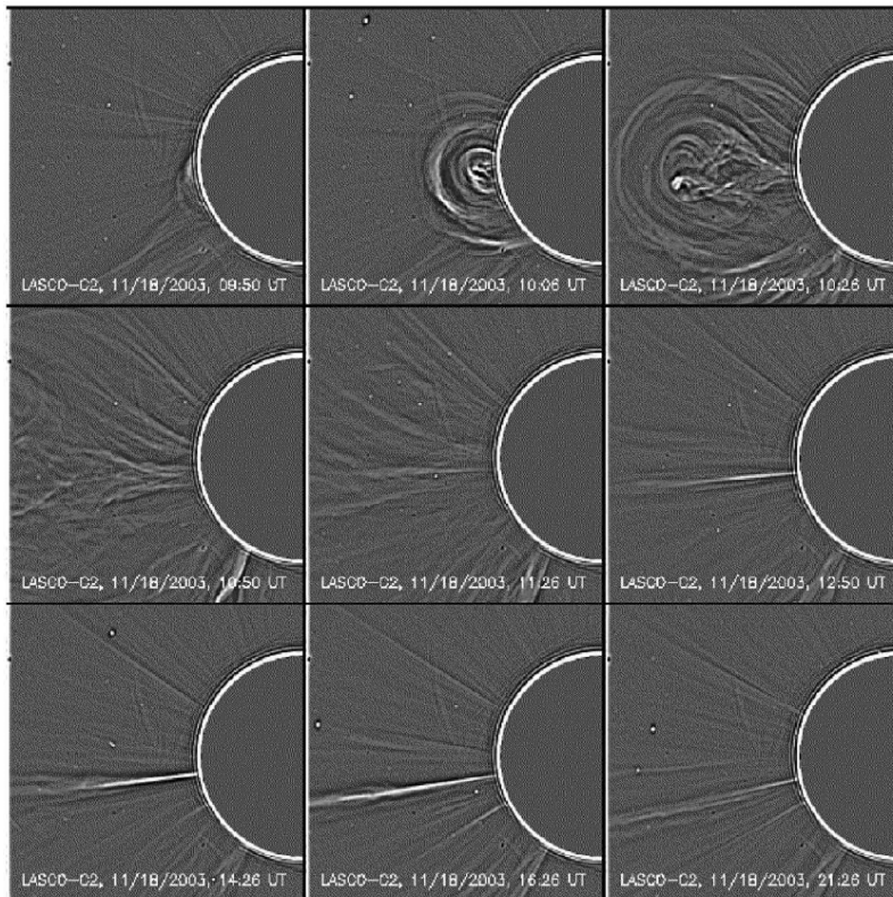 LASCO-C2, 11/18/2003, 09:50 UT
LASCO-C2, 11/18/2003, 10:06 UT
LASCO-C2, 11/18/2003, 10:26 UT
LASCO-C2, 11/18/2003, 10:50 UT
LASCO-C2, 11/18/2003, 11:26 UT
LASCO-C2, 11/18/2003, 12:50 UT
LASCO-C2, 11/18/2003, 14:26 UT
LASCO-C2, 11/18/2003, 16:26 UT
LASCO-C2, 11/18/2003, 21:26 UT